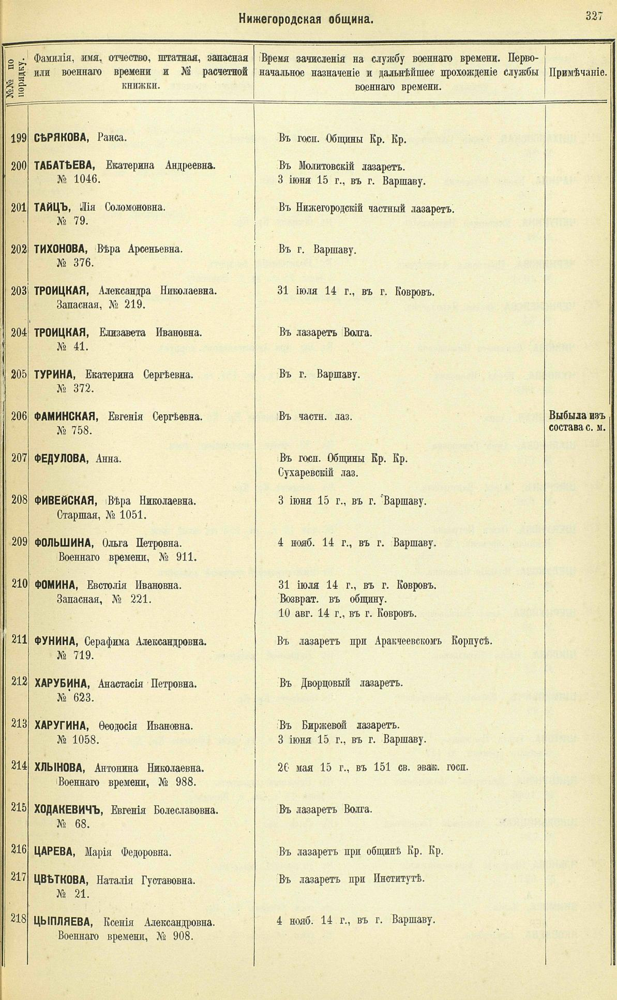 Нижегородская община.
327
№№ по порядку.
Фамилія, имя, отчество, штатная, запасная
или военнаго времени и № расчетной
книжки.
Время зачисленія на службу военнаго времени. Перво-
начальное назначеніе и дальнѣйшее прохожденіе службы
военнаго времени.
Примѣчаніе.
199 СѢРЯКОВА, Раиса. Въ госп. Общины Кр. Кр.
200 ТАБАТѢЕВА, Екатерина Андреевна. Въ Молитовскій лазаретъ.
№ 1046. 3 іюня 15 г., въ г. Варшаву.
201 ТАЙЦЪ, Лія Соломоновна. Въ Нижегородскій частный лазаретъ.
№ 79.
202 ТИХОНОВА, Вѣра Арсеньевна. Въ г. Варшаву.
№ 376.
203 ТРОИЦКАЯ, Александра Николаевна. 31 іюля 14 г., въ г. Ковровъ.
Запасная, № 219.
204 ТРОИЦКАЯ, Елизавета Ивановна. Въ лазаретъ Волга.
№ 41.
205 ТУРИНА, Екатерина Сергѣевна. Въ г. Варшаву.
№ 372.
206 ФАМИНСКАЯ, Евгенія Сергѣевна. Въ частн. лаз. Выбыла изъ
№ 758. состава с. м.
207 ФЕДУЛОВА, Анна. Въ госп. Общины Кр. Кр.
Сухаревскій лаз.
208 ФИВЕЙСКАЯ, Вѣра Николаевна. 3 іюня 15 г., въ г. Варшаву.
Старшая, № 1051.
209 ФОЛЬШИНА, Ольга Петровна. 4 нояб. 14 г., въ г. Варшаву.
Военнаго времени, № 911.
210 ФОМИНА, Евстолія Ивановна. 31 іюля 14 г., въ г. Ковровъ.
Запасная, № 221. Возврат. въ общину.
10 авг. 14 г., въ г. Ковровъ.
211 ФУНИНА, Серафима Александровна. Въ лазаретъ при Аракчеевскомъ Корпусѣ.
№ 719.
212 ХАРУБИНА, Анастасія Петровна. Въ Дворцовый лазаретъ.
№ 623.
213 ХАРУГИНА, Ѳеодосія Ивановна. Въ Биржевой лазаретъ.
№ 1058. 3 іюня 15 г., въ г. Варшаву.
214 ХЛЫНОВА, Антонина Николаевна. 26 мая 15 г., въ 151 св. эвак. госп.
Военнаго времени, № 988.
215 ХОДАКЕВИЧЪ, Евгенія Болеславовна. Въ лазаретъ Волга.
№ 68.
216 ЦАРЕВА, Марія Федоровна. Въ лазаретъ при общинѣ Кр. Кр.
217 ЦВѢТКОВА, Наталія Густавовна. Въ лазаретъ при Институтѣ.
№ 21.
218 ЦЫПЛЯЕВА, Ксенія Александровна. 4 нояб. 14 г., въ г. Варшаву.
Военнаго времени, № 908.